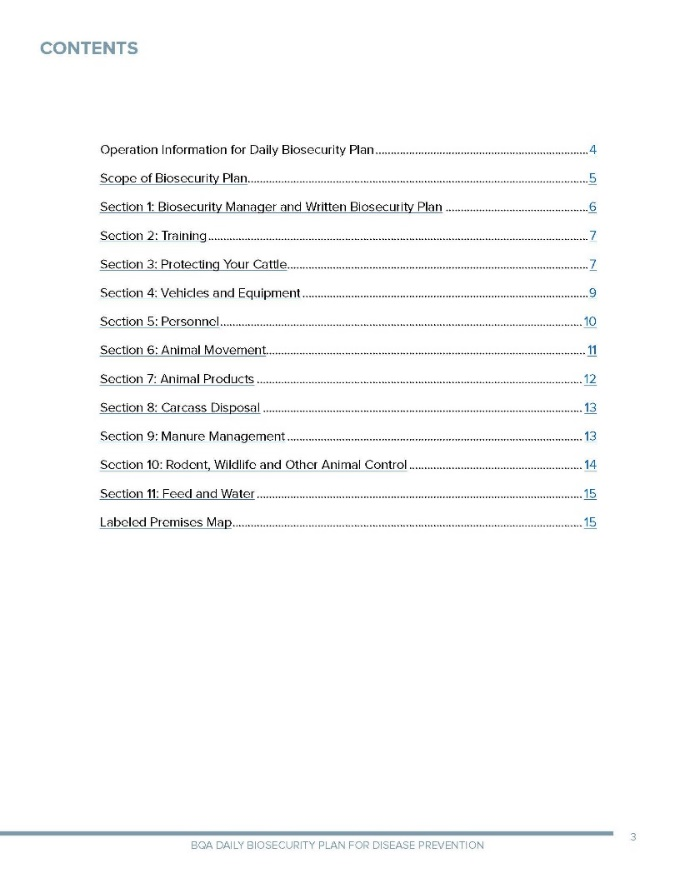 CONTENTS
Operation Information for Daily Biosecurity Plan........................................................................4
Scope of Biosecurity Plan.................................................................................................................5
Section 1: Biosecurity Manager and Written Biosecurity Plan ................................................6
Section 2: Training..............................................................................................................................7
Section 3: Protecting Your Cattle....................................................................................................7
Section 4: Vehicles and Equipment................................................................................................9
Section 5: Personnel.........................................................................................................................10
Section 6: Animal Movement..........................................................................................................11
Section 7: Animal Products .............................................................................................................12
Section 8: Carcass Disposal ...........................................................................................................13
Section 9: Manure Management....................................................................................................13
Section 10: Rodent, Wildlife and Other Animal Control..........................................................14
Section 11: Feed and Water.............................................................................................................15
Labeled Premises Map.....................................................................................................................15
3
BQA DAILY BIOSECURITY PLAN FOR DISEASE PREVENTION